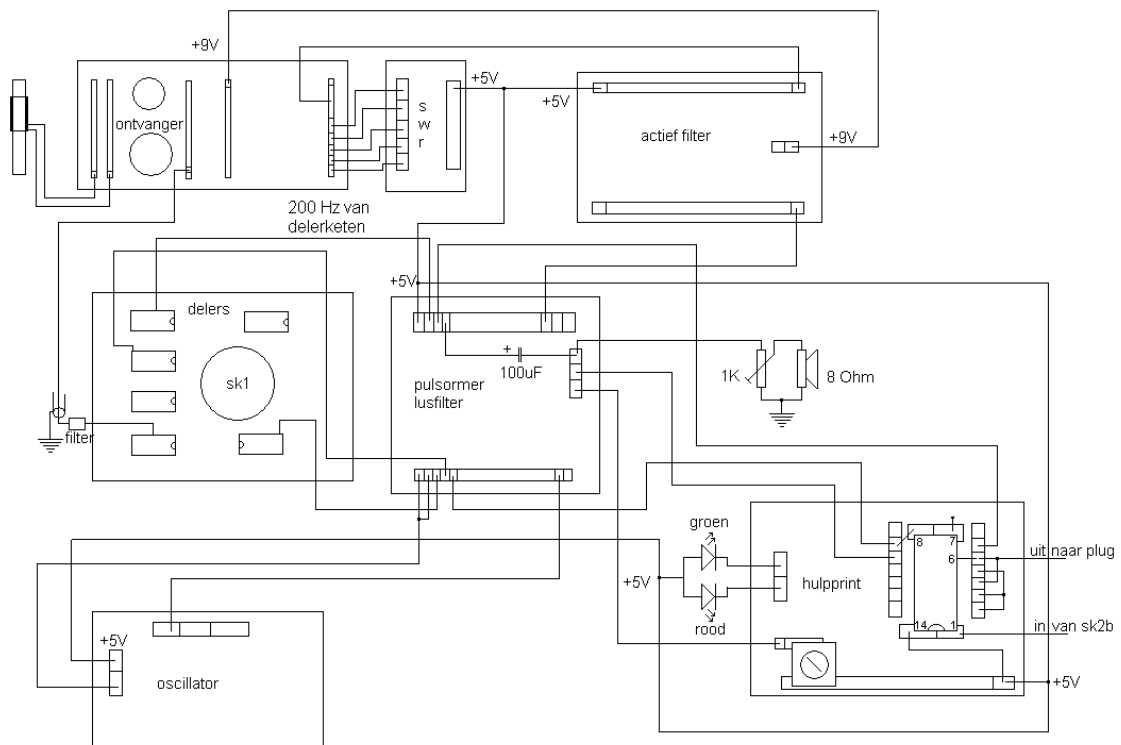 +9V
ontvanger
s
w
r
+5V
+5V
actief filter
+9V
200 Hz van
delerketen
+5V
delers
sk1
filter
+
100uF
pulsormer
lusfilter
1K
8 Ohm
groen
+5V
rood
hulpprint
8
7
6
14
1
uit naar plug
in van sk2b
+5V
+5V
oscillator